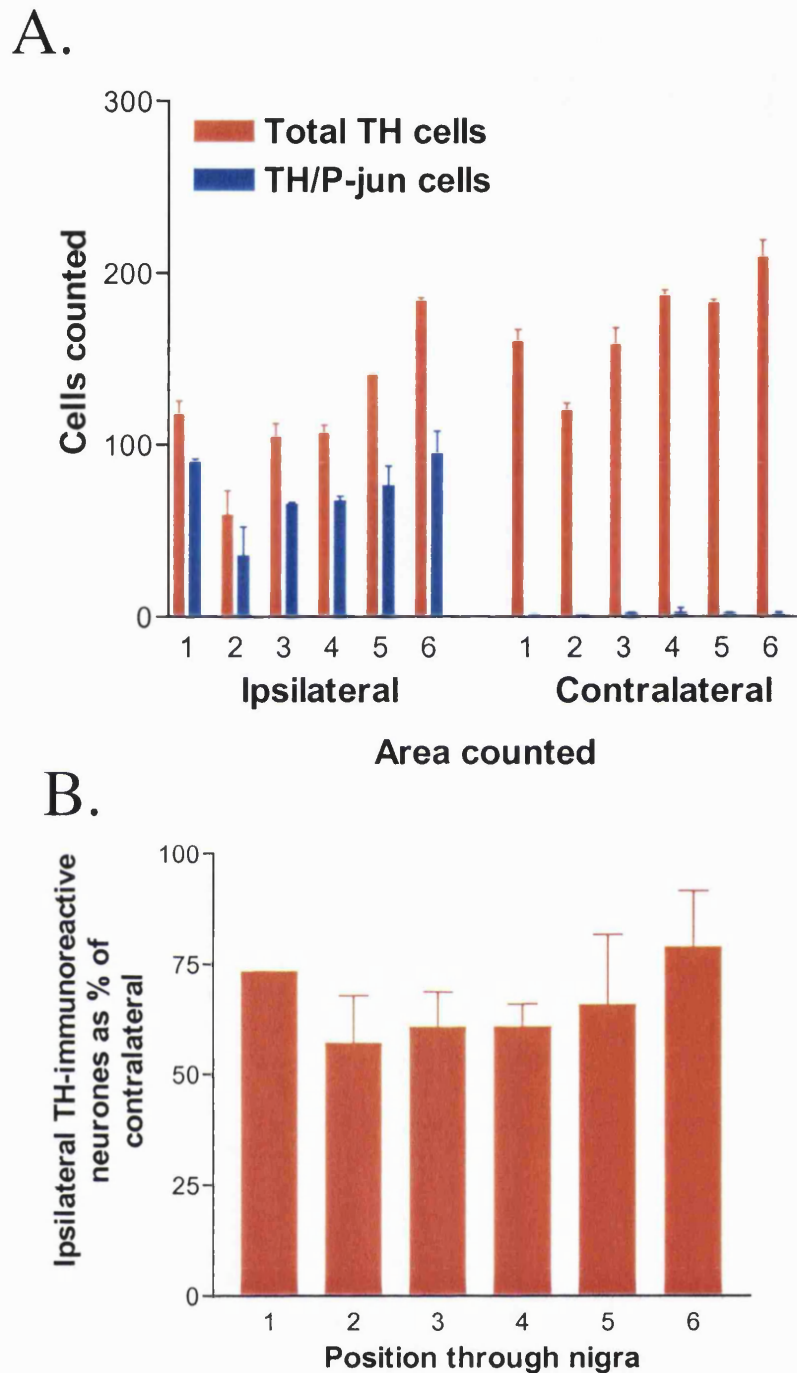 A.
300
200
100
0
Total TH cells
TH/P-jun cells
Cells counted
1 2 3 4 5 6 1 2 3 4 5 6
Ipsilateral Contralateral
Area counted
B.
Ipsilateral TH-immunoreactive
neurones as % of
contralateral
100
75
50
25
0
1 2 3 4 5 6
Position through nigra